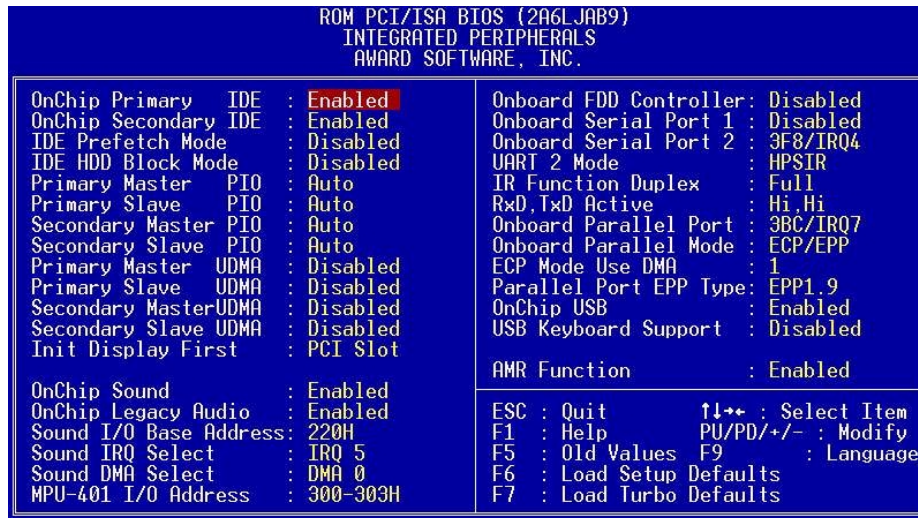 ROM PCI/ISA BIOS (2A6LJAB9)
INTEGRATED PERIPHERALS
AWARD SOFTWARE, INC.
OnChip Primary IDE : Enabled
OnChip Secondary IDE : Enabled
IDE Prefetch Mode : Disabled
IDE HDD Block Mode : Disabled
Primary Master PIO : Auto
Primary Slave PIO : Auto
Secondary Master PIO : Auto
Secondary Slave PIO : Auto
Primary Master UDMA : Disabled
Primary Slave UDMA : Disabled
Secondary MasterUDMA : Disabled
Secondary Slave UDMA : Disabled
Init Display First : PCI Slot
OnChip Sound : Enabled
OnChip Legacy Audio : Enabled
Sound I/O Base Address: 220H
Sound IRQ Select : IRQ 5
Sound DMA Select : DMA 0
MPU-401 I/O Address : 300-303H
Onboard FDD Controller: Disabled
Onboard Serial Port 1 : Disabled
Onboard Serial Port 2 : 3F8/IRQ4
UART 2 Mode : HPSIR
IR Function Duplex : Full
RxD,TxD Active : Hi,Hi
Onboard Parallel Port : 3BC/IRQ7
Onboard Parallel Mode : ECP/EPP
ECP Mode Use DMA : 1
Parallel Port EPP Type: EPP1.9
OnChip USB : Enabled
USB Keyboard Support : Disabled
AMR Function : Enabled
ESC : Quit ↑↓→← : Select Item
F1 : Help PU/PD/+/- : Modify
F5 : Old Values F9 : Language
F6 : Load Setup Defaults
F7 : Load Turbo Defaults